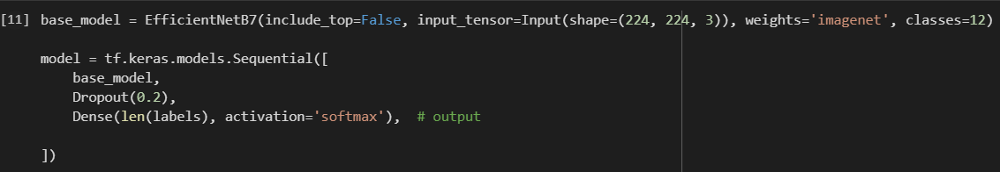 [11] base_model = EfficientNetB7(include_top=False, input_tensor=Input(shape=(224, 224, 3)), weights='imagenet', classes=12)
model = tf.keras.models.Sequential([
base_model,
Dropout(0.2),
Dense(len(labels), activation='softmax'),  # output
])